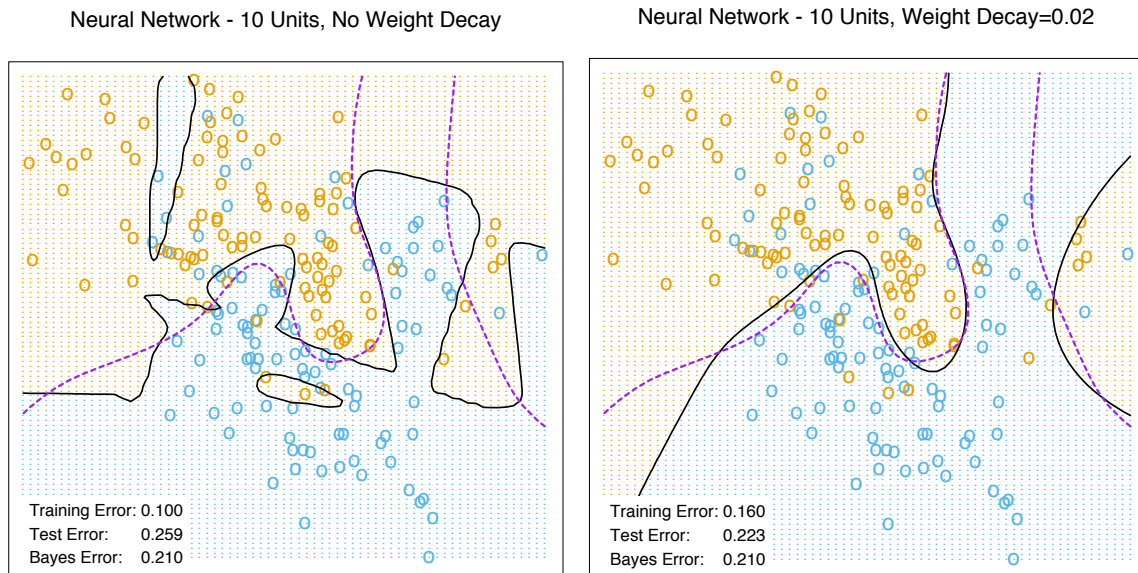 Neural Network - 10 Units, No Weight Decay
Training Error: 0.100
Test Error: 0.259
Bayes Error: 0.210
Neural Network - 10 Units, Weight Decay=0.02
Training Error: 0.160
Test Error: 0.223
Bayes Error: 0.210